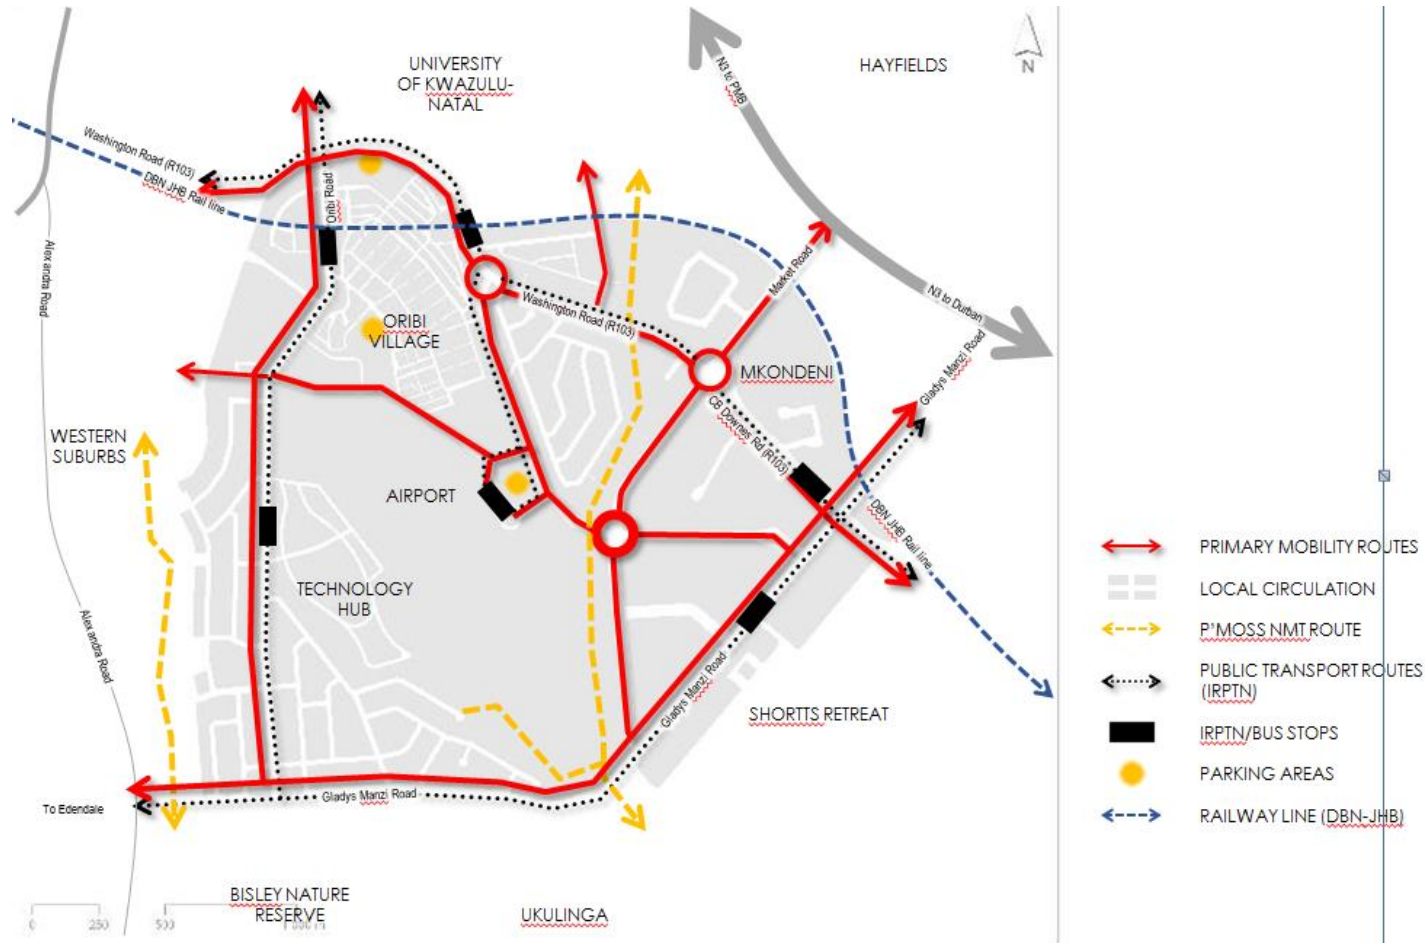 UNIVERSITY
OF KWAZULU-
NATAL
HAYFIELDS
N
N3 to PMB
Washington Road (R103)
DBN JHB Rail line
Oribi Road
Alexandra Road
Market Road
N3 to Durban
Washington Road (R103)
ORIBI
VILLAGE
Gladys Manzi Road
MKONDENI
CB Downes Rd (R103)
WESTERN
SUBURBS
AIRPORT
DBN JHB Rail line
TECHNOLOGY
HUB
Alexandra Road
Gladys Manzi Road
SHORTTS RETREAT
Gladys Manzi Road
To Edendale
BISLEY NATURE
RESERVE
UKULINGA
0
250
500
PRIMARY MOBILITY ROUTES
LOCAL CIRCULATION
P'MOSS NMT ROUTE
PUBLIC TRANSPORT ROUTES
(IRPTN)
IRPTN/BUS STOPS
PARKING AREAS
RAILWAY LINE (DBN-JHB)